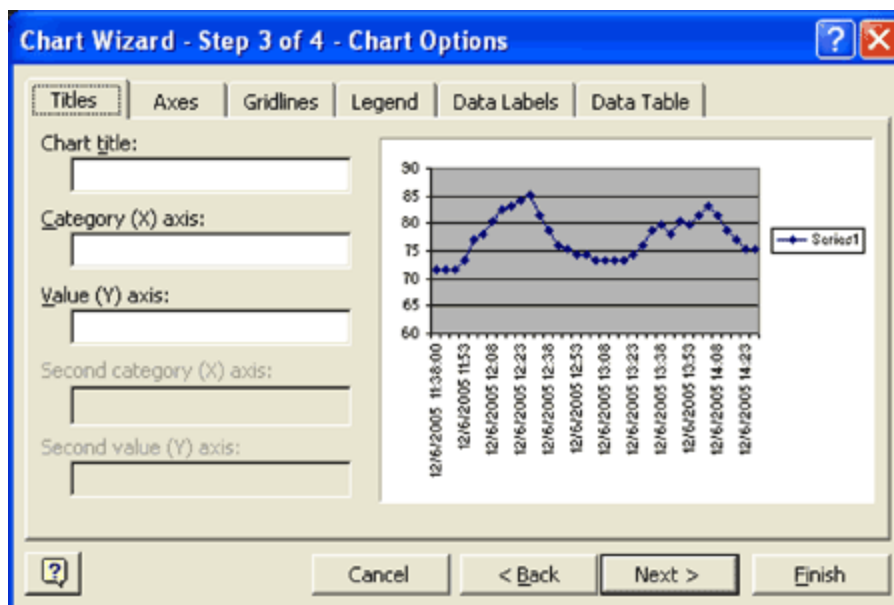 Chart Wizard - Step 3 of 4 - Chart Options
Titles Axes Gridlines Legend Data Labels Data Table
Chart title:
Category (X) axis:
Value (Y) axis:
Second category (X) axis:
Second value (Y) axis:
90
85
80
75
70
65
60
12/6/2005 11:38:00
12/6/2005 11:53
12/6/2005 12:08
12/6/2005 12:23
12/6/2005 12:38
12/6/2005 12:53
12/6/2005 13:08
12/6/2005 13:23
12/6/2005 13:38
12/6/2005 13:53
12/6/2005 14:08
12/6/2005 14:23
Series1
Cancel < Back Next > Finish